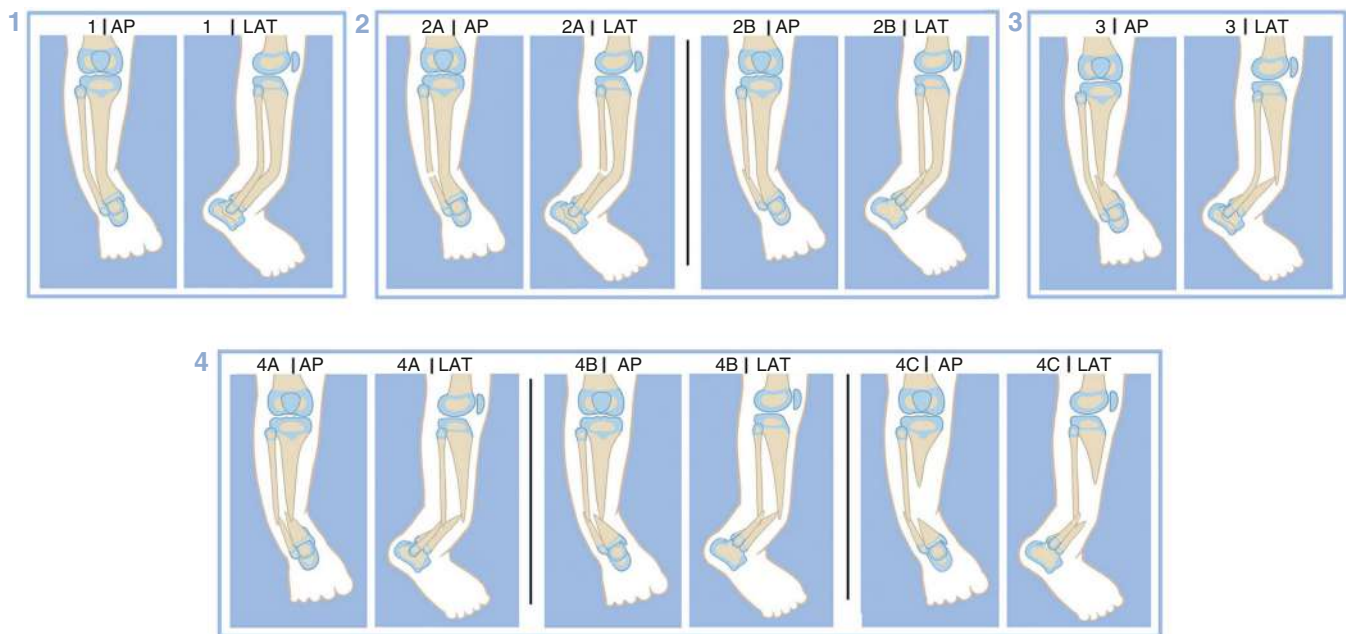 1 1 | AP 1 | LAT
2 2A | AP 2A | LAT 2B | AP 2B | LAT
3 3 | AP 3 | LAT
4 4A | AP 4A | LAT 4B | AP 4B | LAT 4C | AP 4C | LAT